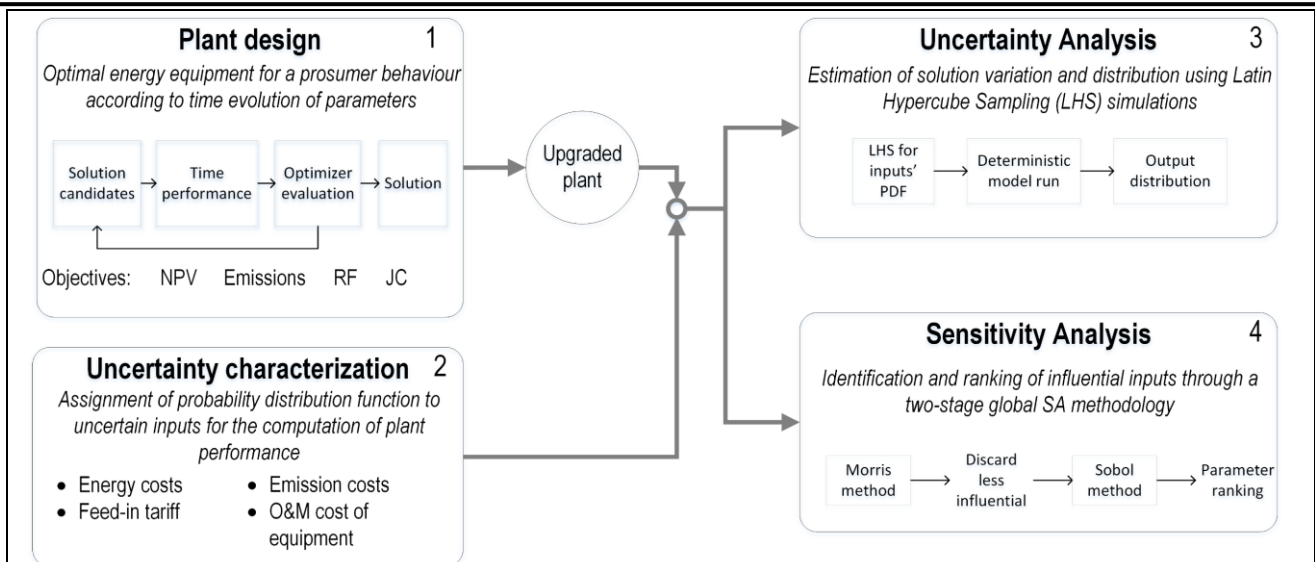 Plant design 1
Optimal energy equipment for a prosumer behaviour
according to time evolution of parameters
Solution
candidates
Time
performance
Optimizer
evaluation
Solution
Objectives: NPV Emissions RF JC
Uncertainty characterization 2
Assignment of probability distribution function to
uncertain inputs for the computation of plant
performance
• Energy costs
• Feed-in tariff
• Emission costs
• O&M cost of
equipment
Upgraded
plant
Uncertainty Analysis 3
Estimation of solution variation and distribution using Latin
Hypercube Sampling (LHS) simulations
LHS for
inputs'
PDF
Deterministic
model run
Output
distribution
Sensitivity Analysis 4
Identification and ranking of influential inputs through a
two-stage global SA methodology
Morris
method
Discard
less
influential
Sobol
method
Parameter
ranking